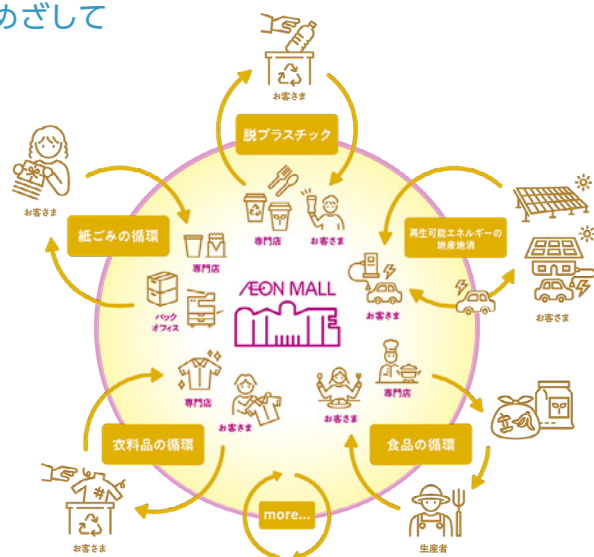 めざして
お客さま
脱プラスチック
お客さま
専門店
お客さま
紙ごみの循環
専門店
再生可能エネルギーの
地産地消
バック
オフィス
ÆON MALL
お客さま
お客さま
専門店
お客さま
お客さま
専門店
衣料品の循環
食品の循環
more...
お客さま
生産者